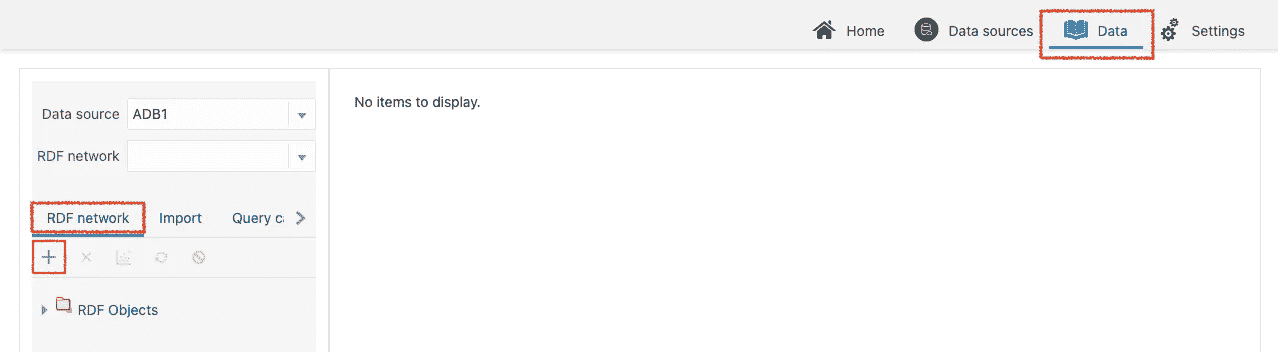 Home Data sources Data Settings
Data source ADB1
No items to display.
RDF network
RDF network Import Query ca
RDF Objects